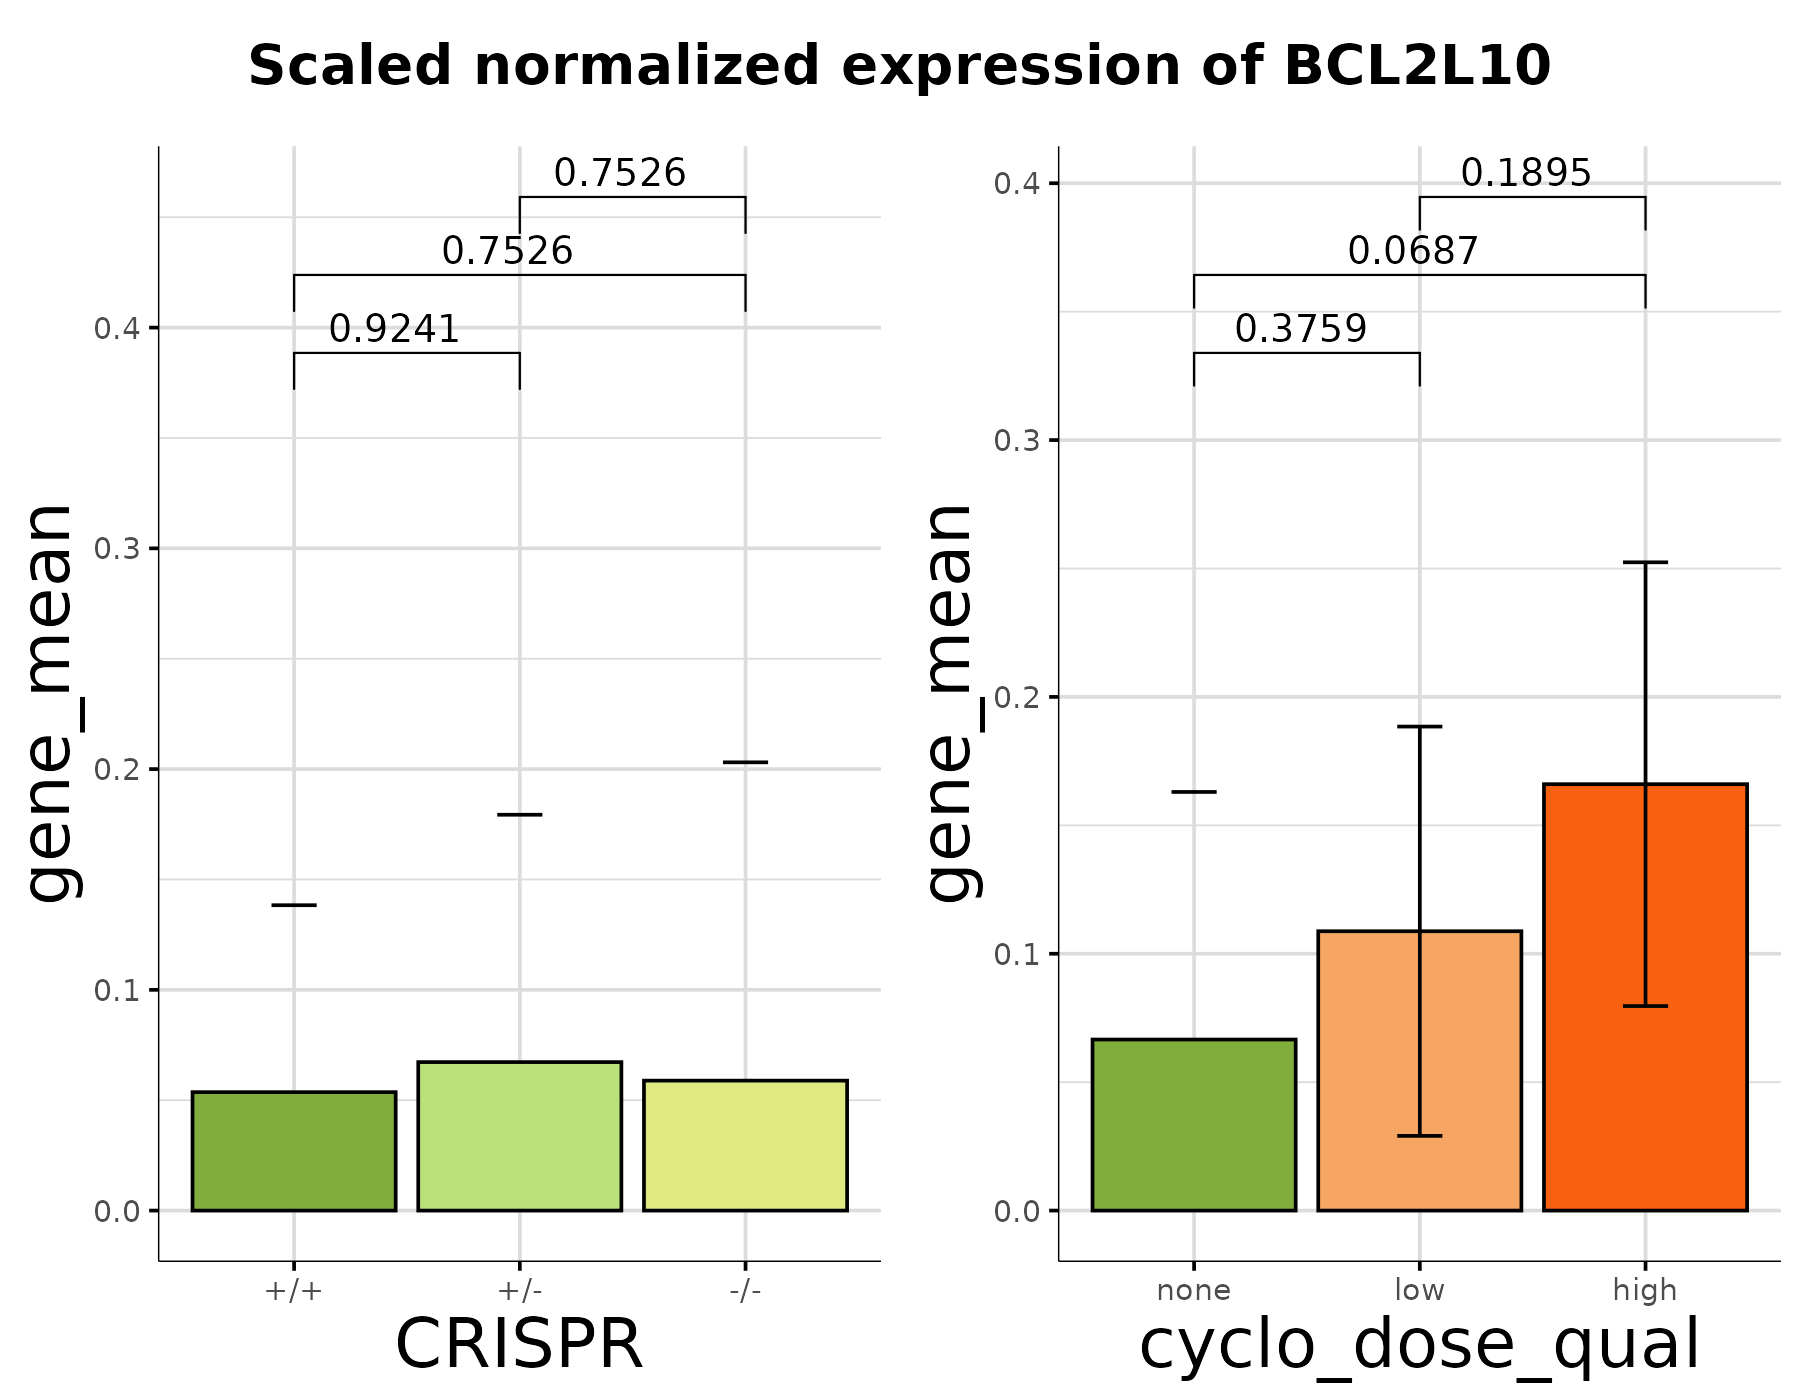 Scaled normalized expression of BCL2L10
0.7526
0.7526
0.9241
0.4
0.3
0.2
0.1
0.0
gene_mean
+/+ +/- -/-
CRISPR
0.1895
0.0687
0.3759
0.4
0.3
0.2
0.1
0.0
gene_mean
none low high
cyclo_dose_qual